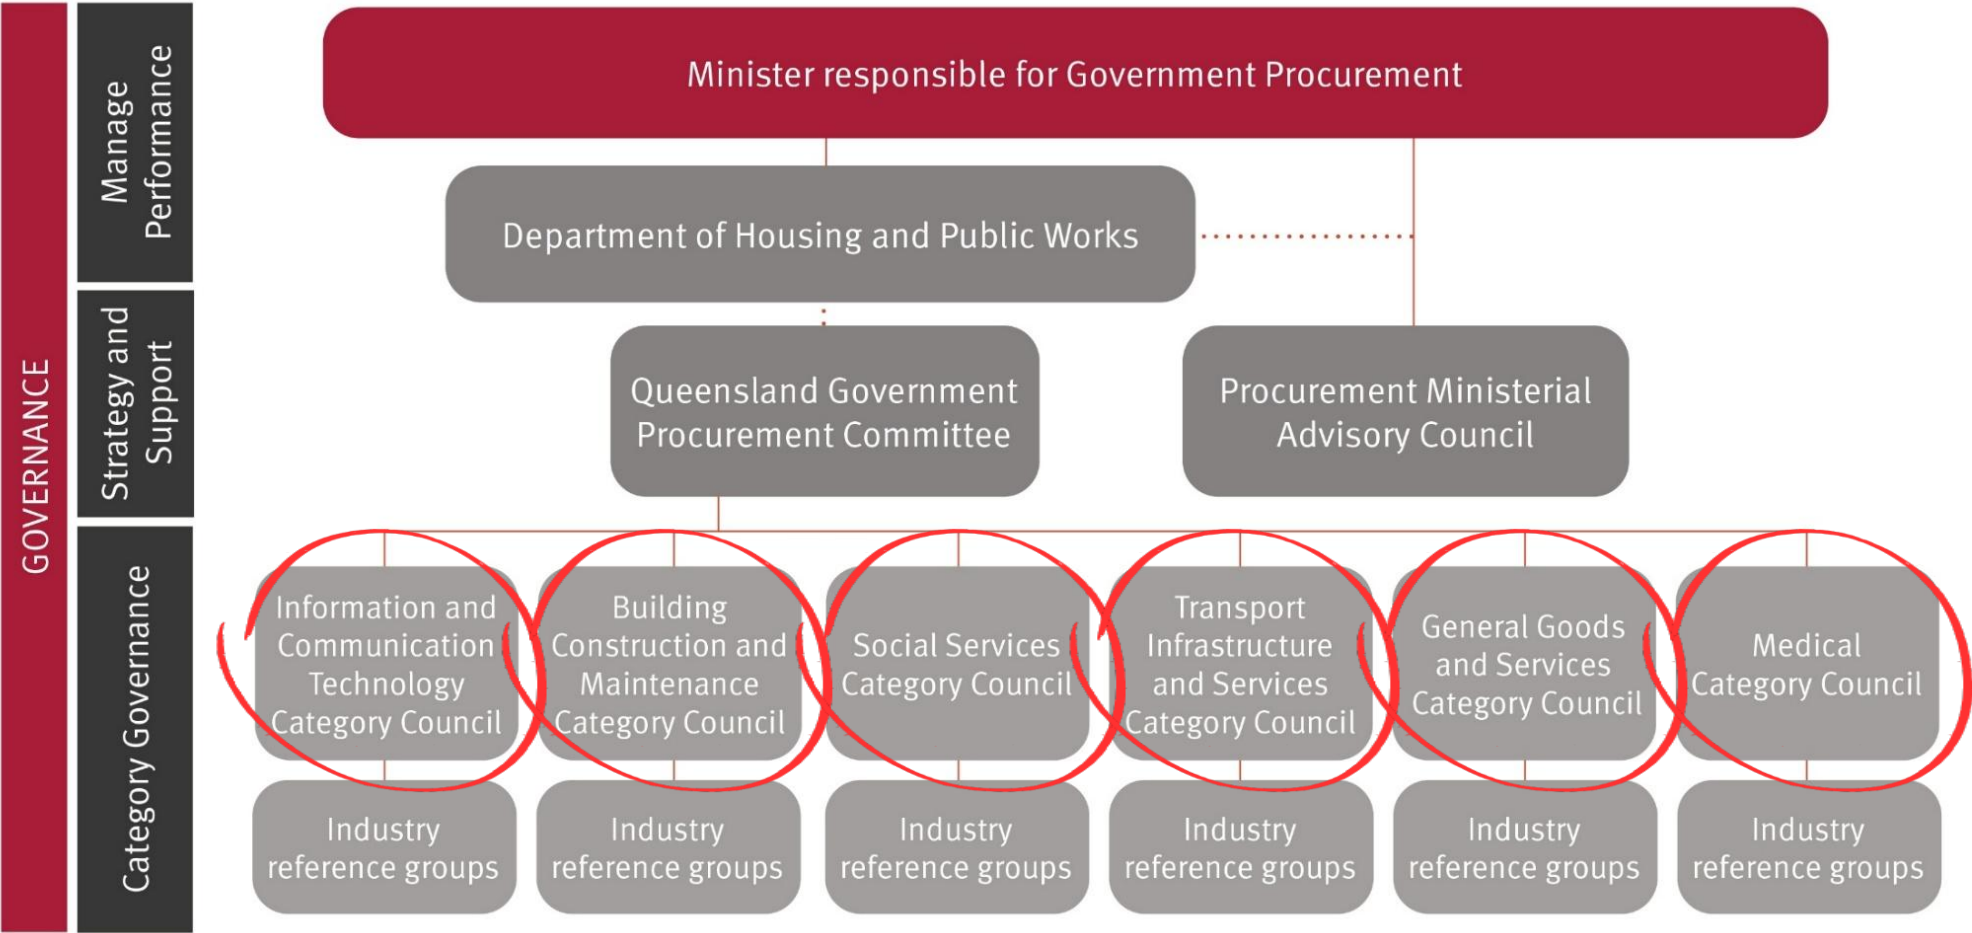 GOVERNANCE
Manage
Performance
Strategy and
Support
Category Governance
Minister responsible for Government Procurement
Department of Housing and Public Works
Queensland Government
Procurement Committee
Procurement Ministerial
Advisory Council
Information and
Communication
Technology
Category Council
Building
Construction and
Maintenance
Category Council
Social Services
Category Council
Transport
Infrastructure
and Services
Category Council
General Goods
and Services
Category Council
Medical
Category Council
Industry
reference groups
Industry
reference groups
Industry
reference groups
Industry
reference groups
Industry
reference groups
Industry
reference groups